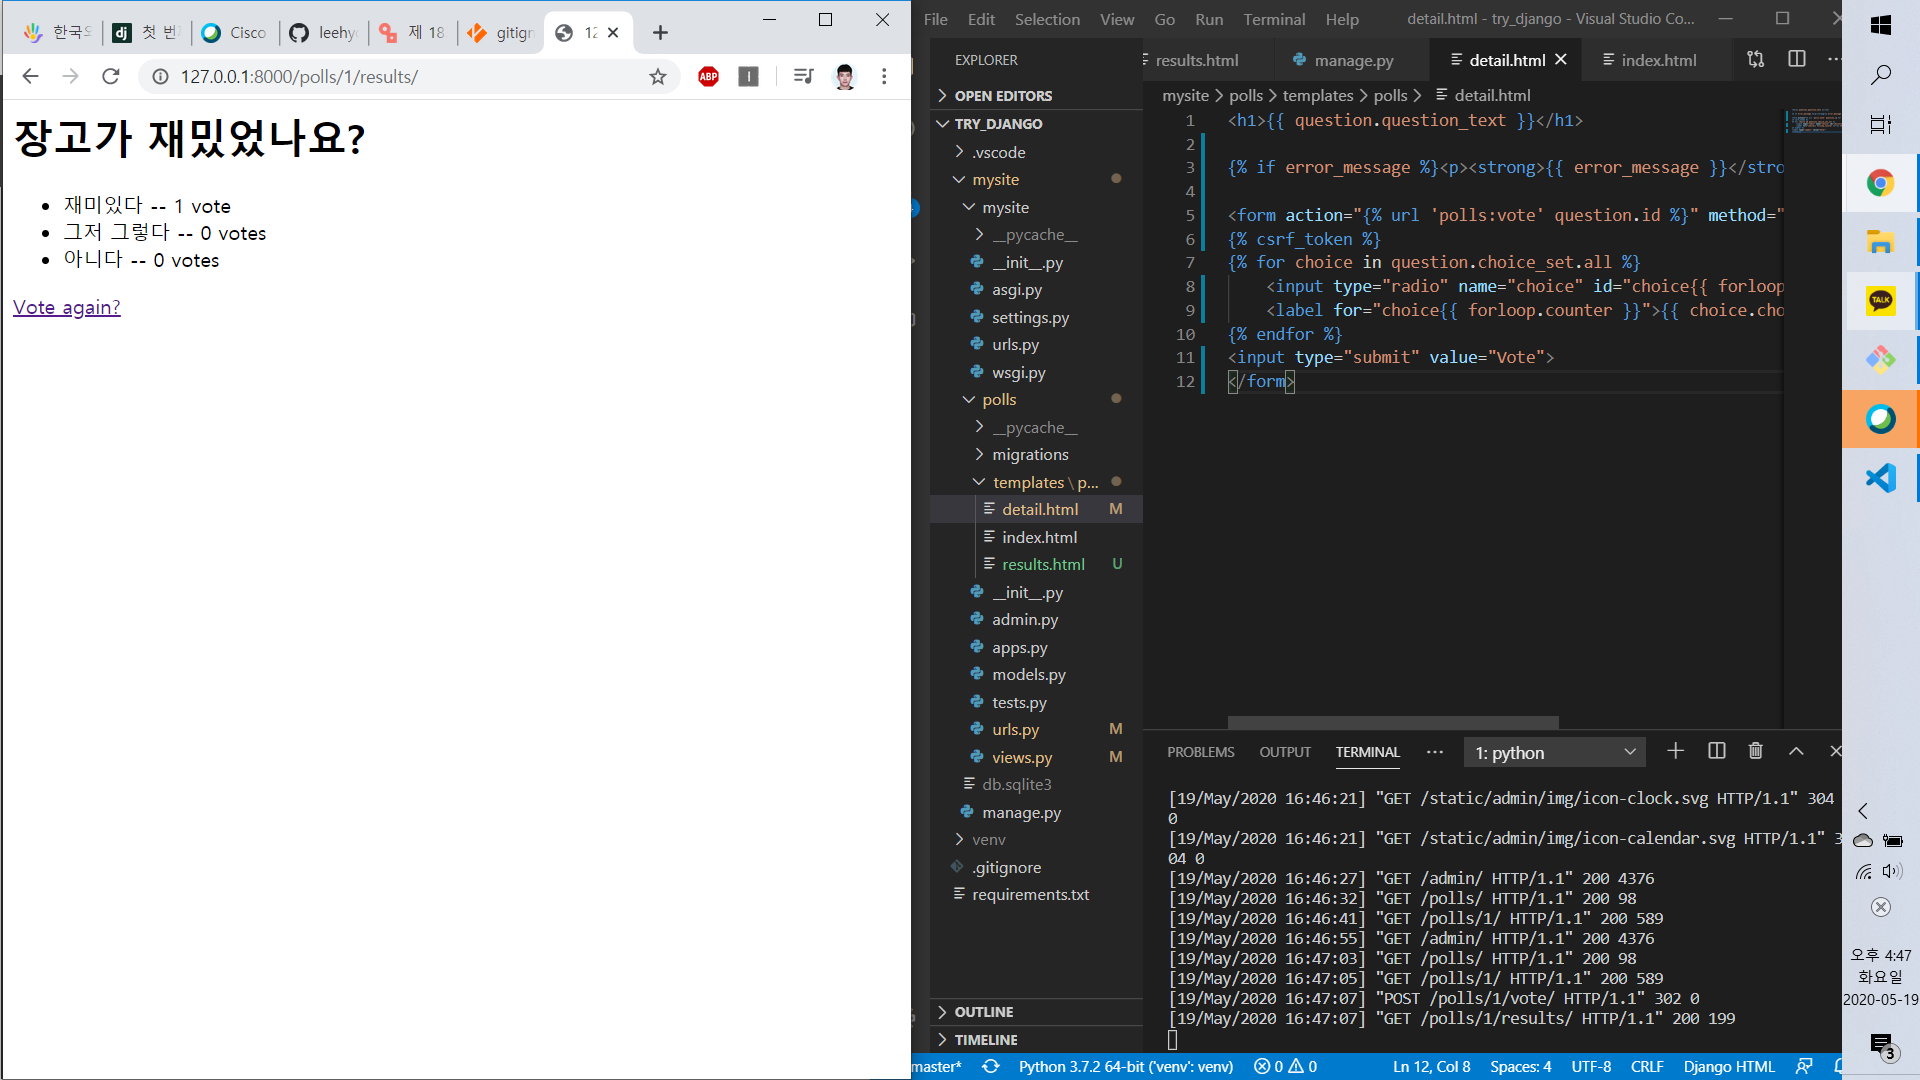 한국으
첫 번
Cisco
leehy
제 18
gitign
12
127.0.0.1:8000/polls/1/results/
ABP
장고가 재밌었나요?
재미있다 -- 1 vote
그저 그렇다 -- 0 votes
아니다 -- 0 votes
Vote again?
File Edit Selection View Go Run Terminal Help detail.html - try_django - Visual Studio Co...
EXPLORER
results.html manage.py detail.html index.html
mysite > polls > templates > polls > detail.html
OPEN EDITORS
TRY_DJANGO
.vscode
mysite
mysite
__pycache__
__init__.py
asgi.py
settings.py
urls.py
wsgi.py
polls
__pycache__
migrations
templates \ p...
detail.html M
index.html
results.html U
__init__.py
admin.py
apps.py
models.py
tests.py
urls.py M
views.py M
db.sqlite3
manage.py
venv
.gitignore
requirements.txt
OUTLINE
TIMELINE
1 <h1>{{ question.question_text }}</h1>
2
3 {% if error_message %}<p><strong>{{ error_message }}</stro
4
5 <form action="{% url 'polls:vote' question.id %}" method="
6 {% csrf_token %}
7 {% for choice in question.choice_set.all %}
8 <input type="radio" name="choice" id="choice{{ forloop
9 <label for="choice{{ forloop.counter }}">{{ choice.cho
10 {% endfor %}
11 <input type="submit" value="Vote">
12 </form>
PROBLEMS OUTPUT TERMINAL ··· 1: python
[19/May/2020 16:46:21] "GET /static/admin/img/icon-clock.svg HTTP/1.1" 304
0
[19/May/2020 16:46:21] "GET /static/admin/img/icon-calendar.svg HTTP/1.1" 3
04 0
[19/May/2020 16:46:27] "GET /admin/ HTTP/1.1" 200 4376
[19/May/2020 16:46:32] "GET /polls/ HTTP/1.1" 200 98
[19/May/2020 16:46:41] "GET /polls/1/ HTTP/1.1" 200 589
[19/May/2020 16:46:55] "GET /admin/ HTTP/1.1" 200 4376
[19/May/2020 16:47:03] "GET /polls/ HTTP/1.1" 200 98
[19/May/2020 16:47:05] "GET /polls/1/ HTTP/1.1" 200 589
[19/May/2020 16:47:07] "POST /polls/1/vote/ HTTP/1.1" 302 0
[19/May/2020 16:47:07] "GET /polls/1/results/ HTTP/1.1" 200 199
master* Python 3.7.2 64-bit ('venv': venv) 0 0 Ln 12, Col 8 Spaces: 4 UTF-8 CRLF Django HTML
TALK
오후 4:47
화요일
2020-05-19
3